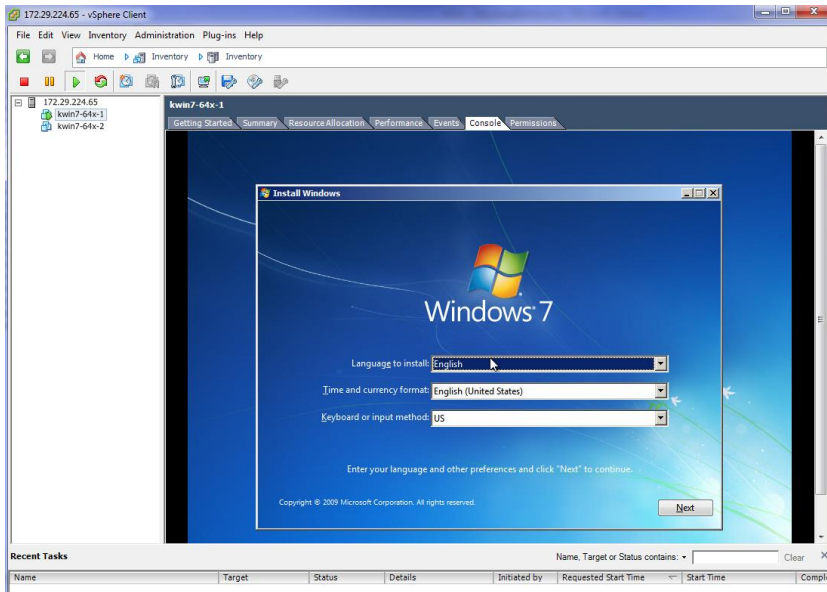 172.29.224.65 - vSphere Client
File Edit View Inventory Administration Plug-ins Help
Home Inventory Inventory
172.29.224.65
kwin7-64x-1
kwin7-64x-2
kwin7-64x-1
Getting Started Summary Resource Allocation Performance Events Console Permissions
Install Windows
Windows 7
Language to install: English
Time and currency format: English (United States)
Keyboard or input method: US
Enter your language and other preferences and click "Next" to continue.
Copyright © 2009 Microsoft Corporation. All rights reserved.
Next
Recent Tasks
Name, Target or Status contains:
Clear
Name Target Status Details Initiated by Requested Start Time Start Time Compl